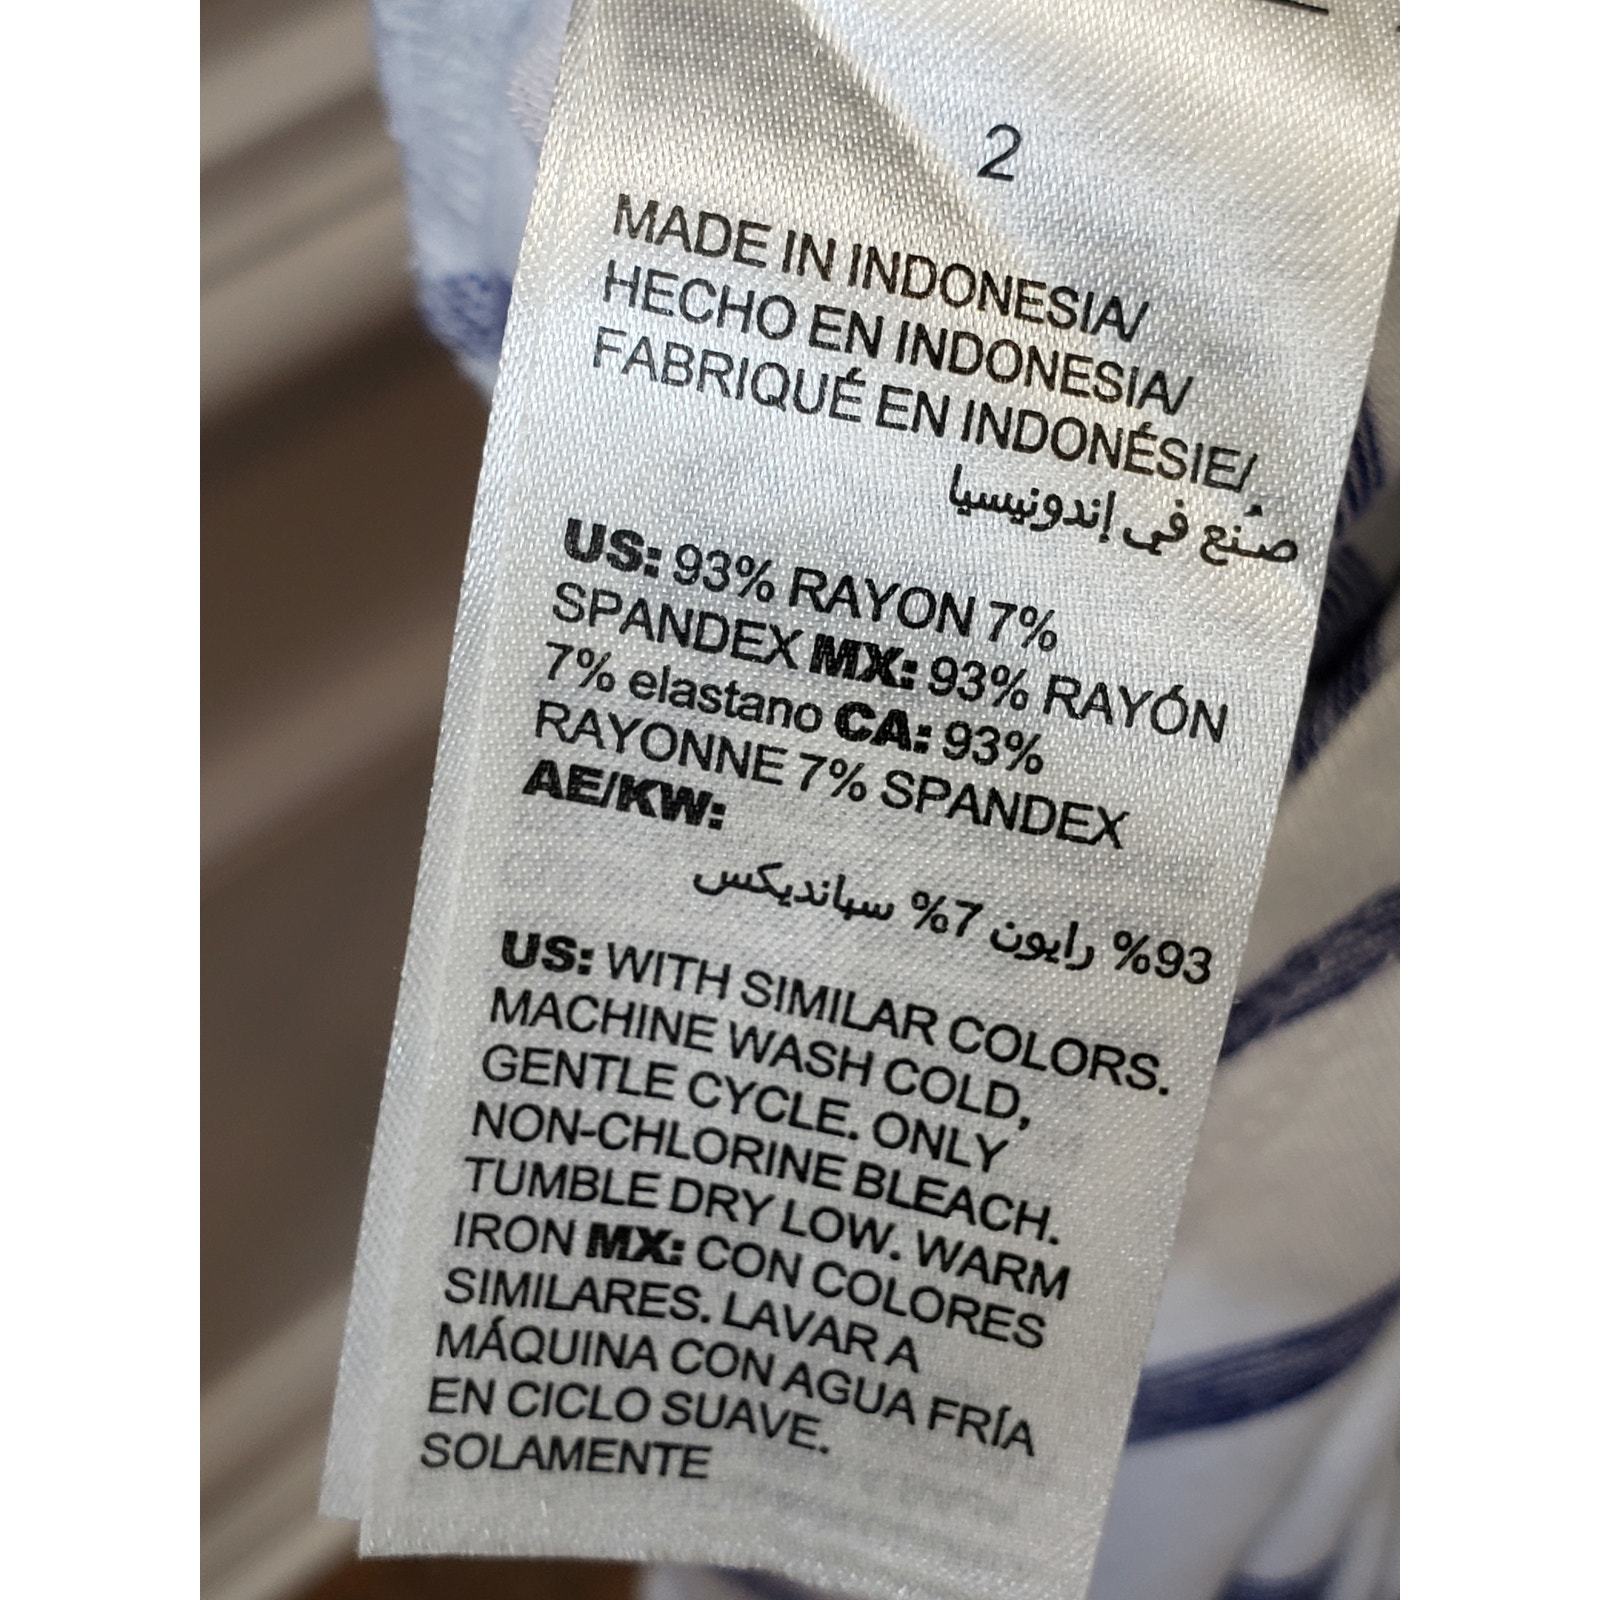 2
MADE IN INDONESIA/
HECHO EN INDONESIA/
FABRIQUÉ EN INDONÉSIE/
صُنع في إندونيسيا
US: 93% RAYON 7%
SPANDEX MX: 93% RAYÓN
7% elastano CA: 93%
RAYONNE 7% SPANDEX
AE/KW:
93% رايون 7% سباندیکس
US: WITH SIMILAR COLORS.
MACHINE WASH COLD,
GENTLE CYCLE. ONLY
NON-CHLORINE BLEACH.
TUMBLE DRY LOW. WARM
IRON MX: CON COLORES
SIMILARES. LAVAR A
MÁQUINA CON AGUA FRÍA
EN CICLO SUAVE.
SOLAMENTE